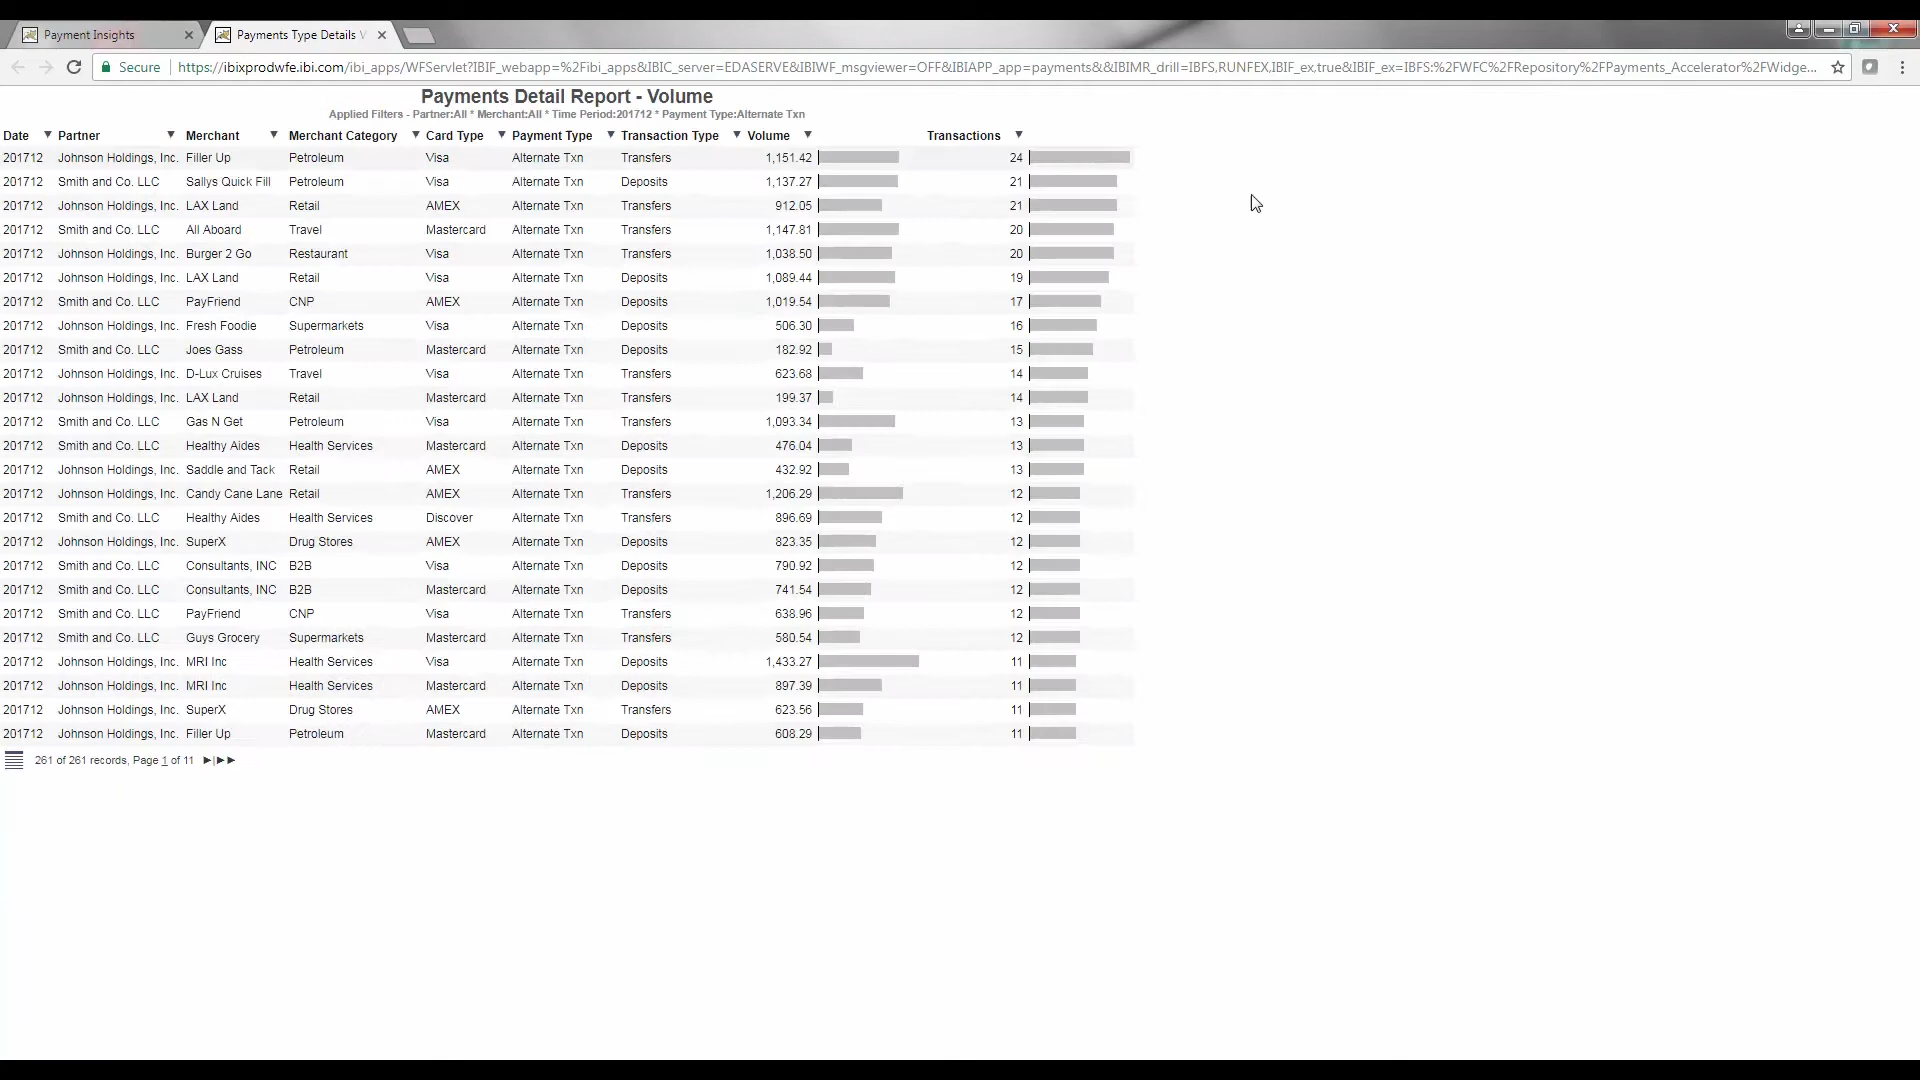 Payment Insights
Payments Type Details V
Secure https://ibixprodwfe.ibi.com/ibi_apps/WFServlet?IBIF_webapp=%2Fibi_apps&IBIC_server=EDASERVE&IBIWF_msgviewer=OFF&IBIAPP_app=payments&&IBIMR_drill=IBFS,RUNFEX,IBIF_ex,true&IBIF_ex=IBFS:%2FWFC%2FRepository%2FPayments_Accelerator%2FWidge...
Payments Detail Report - Volume
Applied Filters - Partner:All * Merchant:All * Time Period:201712 * Payment Type:Alternate Txn
Date Partner Merchant Merchant Category Card Type Payment Type Transaction Type Volume Transactions
201712 Johnson Holdings, Inc. Filler Up Petroleum Visa Alternate Txn Transfers 1,151.42 24
201712 Smith and Co. LLC Sallys Quick Fill Petroleum Visa Alternate Txn Deposits 1,137.27 21
201712 Johnson Holdings, Inc. LAX Land Retail AMEX Alternate Txn Transfers 912.05 21
201712 Smith and Co. LLC All Aboard Travel Mastercard Alternate Txn Transfers 1,147.81 20
201712 Johnson Holdings, Inc. Burger 2 Go Restaurant Visa Alternate Txn Transfers 1,038.50 20
201712 Johnson Holdings, Inc. LAX Land Retail Visa Alternate Txn Deposits 1,089.44 19
201712 Smith and Co. LLC PayFriend CNP AMEX Alternate Txn Deposits 1,019.54 17
201712 Johnson Holdings, Inc. Fresh Foodie Supermarkets Visa Alternate Txn Deposits 506.30 16
201712 Smith and Co. LLC Joes Gass Petroleum Mastercard Alternate Txn Deposits 182.92 15
201712 Johnson Holdings, Inc. D-Lux Cruises Travel Visa Alternate Txn Transfers 623.68 14
201712 Johnson Holdings, Inc. LAX Land Retail Mastercard Alternate Txn Transfers 199.37 14
201712 Smith and Co. LLC Gas N Get Petroleum Visa Alternate Txn Transfers 1,093.34 13
201712 Smith and Co. LLC Healthy Aides Health Services Mastercard Alternate Txn Deposits 476.04 13
201712 Johnson Holdings, Inc. Saddle and Tack Retail AMEX Alternate Txn Deposits 432.92 13
201712 Johnson Holdings, Inc. Candy Cane Lane Retail AMEX Alternate Txn Transfers 1,206.29 12
201712 Smith and Co. LLC Healthy Aides Health Services Discover Alternate Txn Transfers 896.69 12
201712 Johnson Holdings, Inc. SuperX Drug Stores AMEX Alternate Txn Deposits 823.35 12
201712 Smith and Co. LLC Consultants, INC B2B Visa Alternate Txn Deposits 790.92 12
201712 Smith and Co. LLC Consultants, INC B2B Mastercard Alternate Txn Deposits 741.54 12
201712 Smith and Co. LLC PayFriend CNP Visa Alternate Txn Transfers 638.96 12
201712 Smith and Co. LLC Guys Grocery Supermarkets Mastercard Alternate Txn Transfers 580.54 12
201712 Johnson Holdings, Inc. MRI Inc Health Services Visa Alternate Txn Deposits 1,433.27 11
201712 Johnson Holdings, Inc. MRI Inc Health Services Mastercard Alternate Txn Deposits 897.39 11
201712 Johnson Holdings, Inc. SuperX Drug Stores AMEX Alternate Txn Transfers 623.56 11
201712 Johnson Holdings, Inc. Filler Up Petroleum Mastercard Alternate Txn Deposits 608.29 11
261 of 261 records, Page 1 of 11